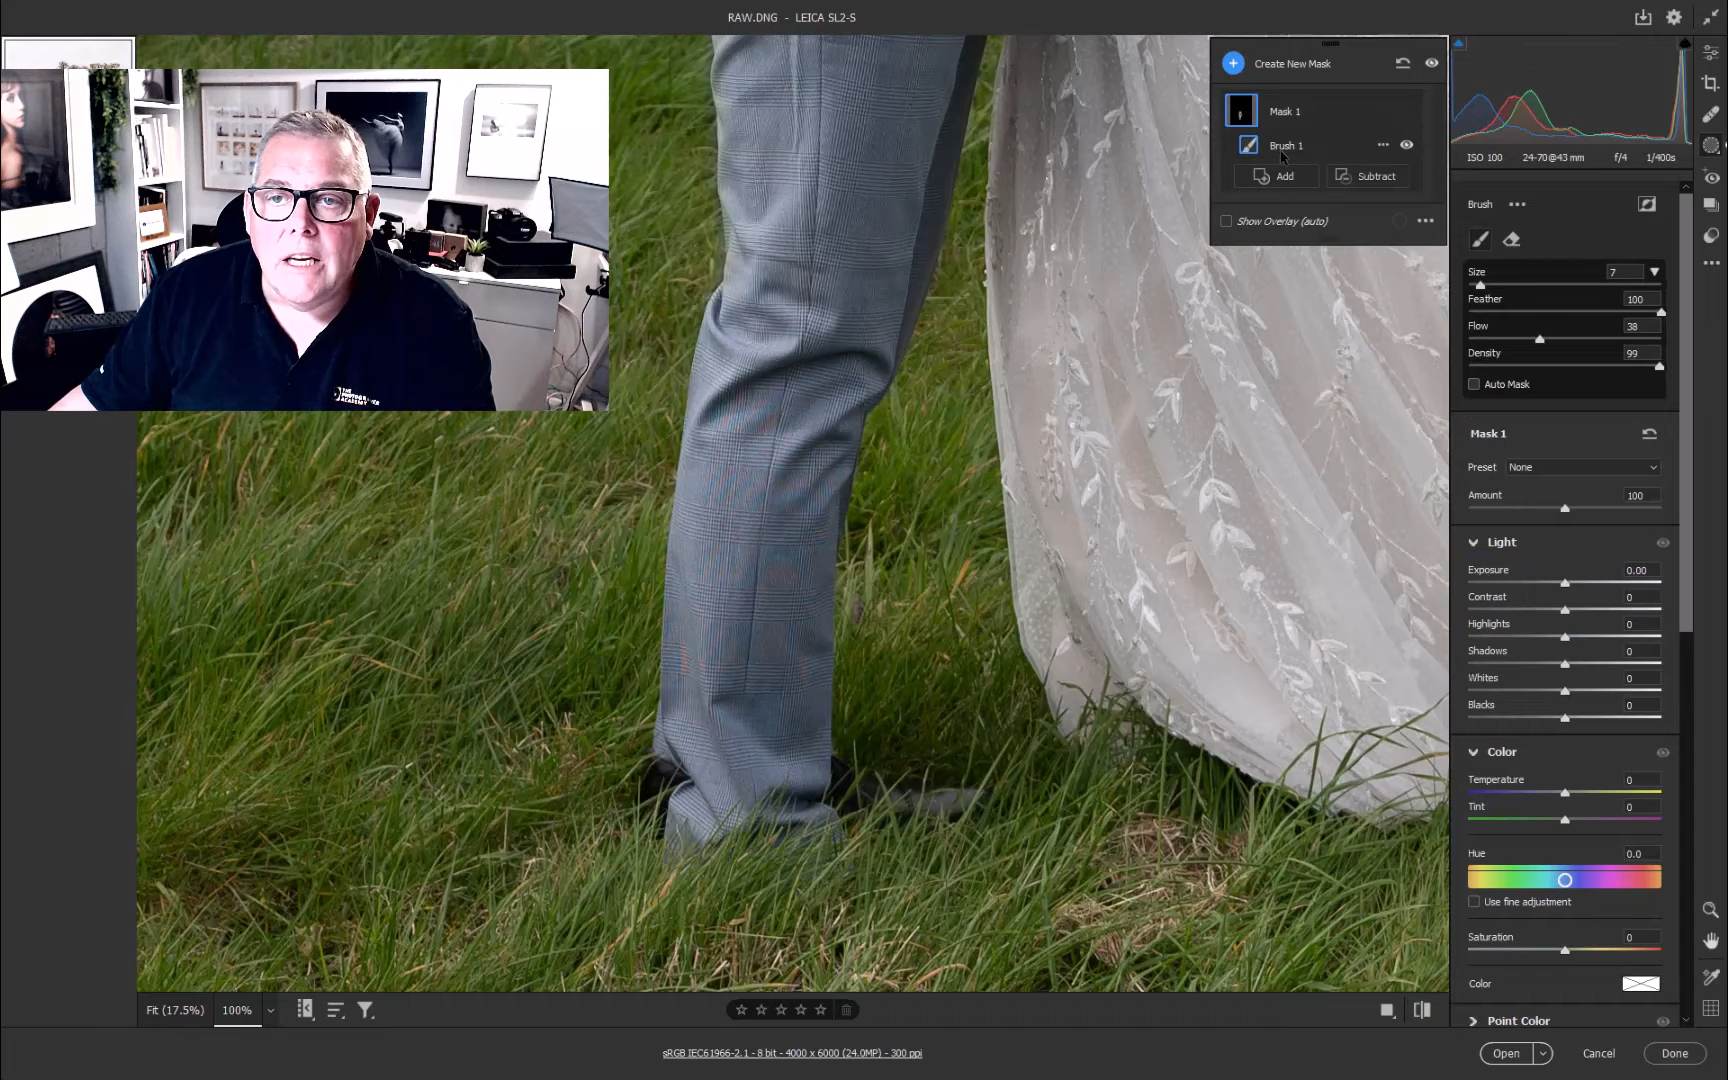 RAW.DNG - LEICA SL2-S
Create New Mask
Mask 1
Brush 1
Add
Subtract
Show Overlay (auto)
ISO 100
24-70@43 mm
f/4
1/400s
Brush
Size
7
Feather
100
Flow
38
Density
99
Auto Mask
Mask 1
Preset
None
Amount
100
Light
Exposure
0.00
Contrast
0
Highlights
0
Shadows
0
Whites
0
Blacks
0
Color
Temperature
0
Tint
0
Hue
0.0
Use fine adjustment
Saturation
0
Color
Point Color
THE
PHOTOGRAPHER
ACADEMY
Fit (17.5%)
100%
sRGB IEC61966-2.1 - 8 bit - 4000 x 6000 (24.0MP) - 300 ppi
Open
Cancel
Done